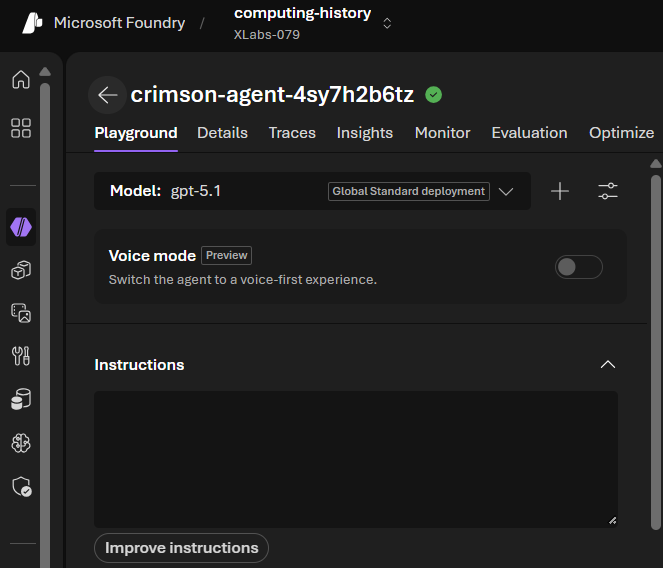 Microsoft Foundry / computing-history
XLabs-079
crimson-agent-4sy7h2b6tz
Playground Details Traces Insights Monitor Evaluation Optimize
Model: gpt-5.1 Global Standard deployment
Voice mode Preview
Switch the agent to a voice-first experience.
Instructions
Improve instructions